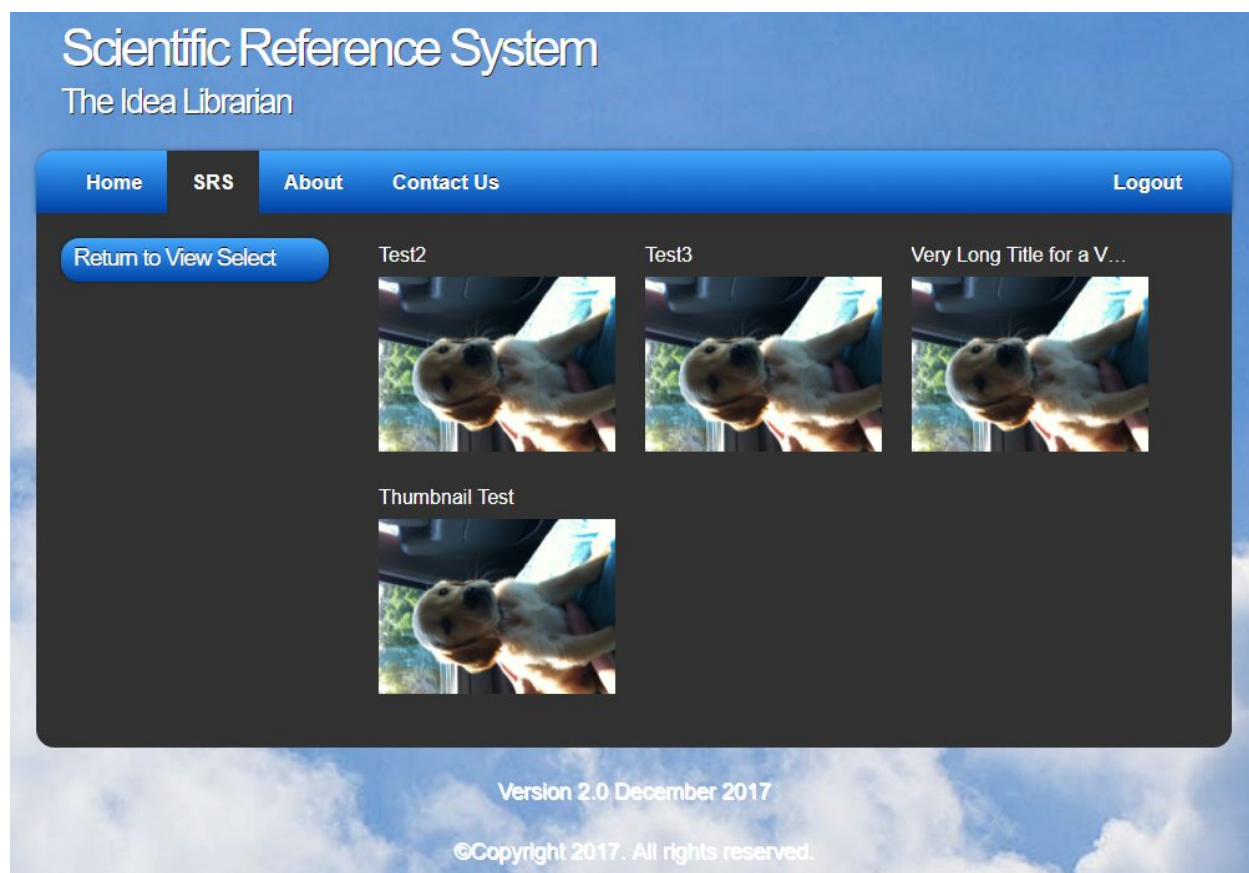 Scientific Reference System
The Idea Librarian
Home SRS About Contact Us Logout
Return to View Select
Test2 Test3 Very Long Title for a V...
Thumbnail Test
Version 2.0 December 2017
©Copyright 2017. All rights reserved.